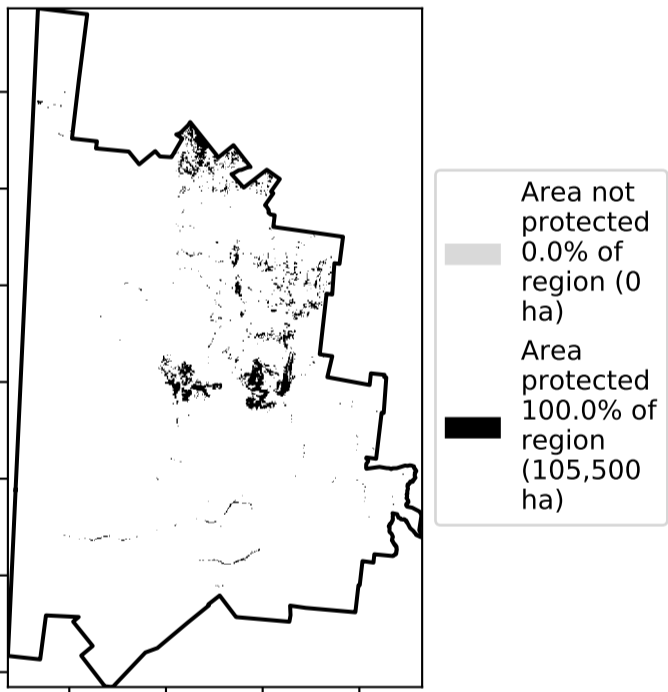 Area not
protected
0.0% of
region (0
ha)
Area
protected
100.0% of
region
(105,500
ha)